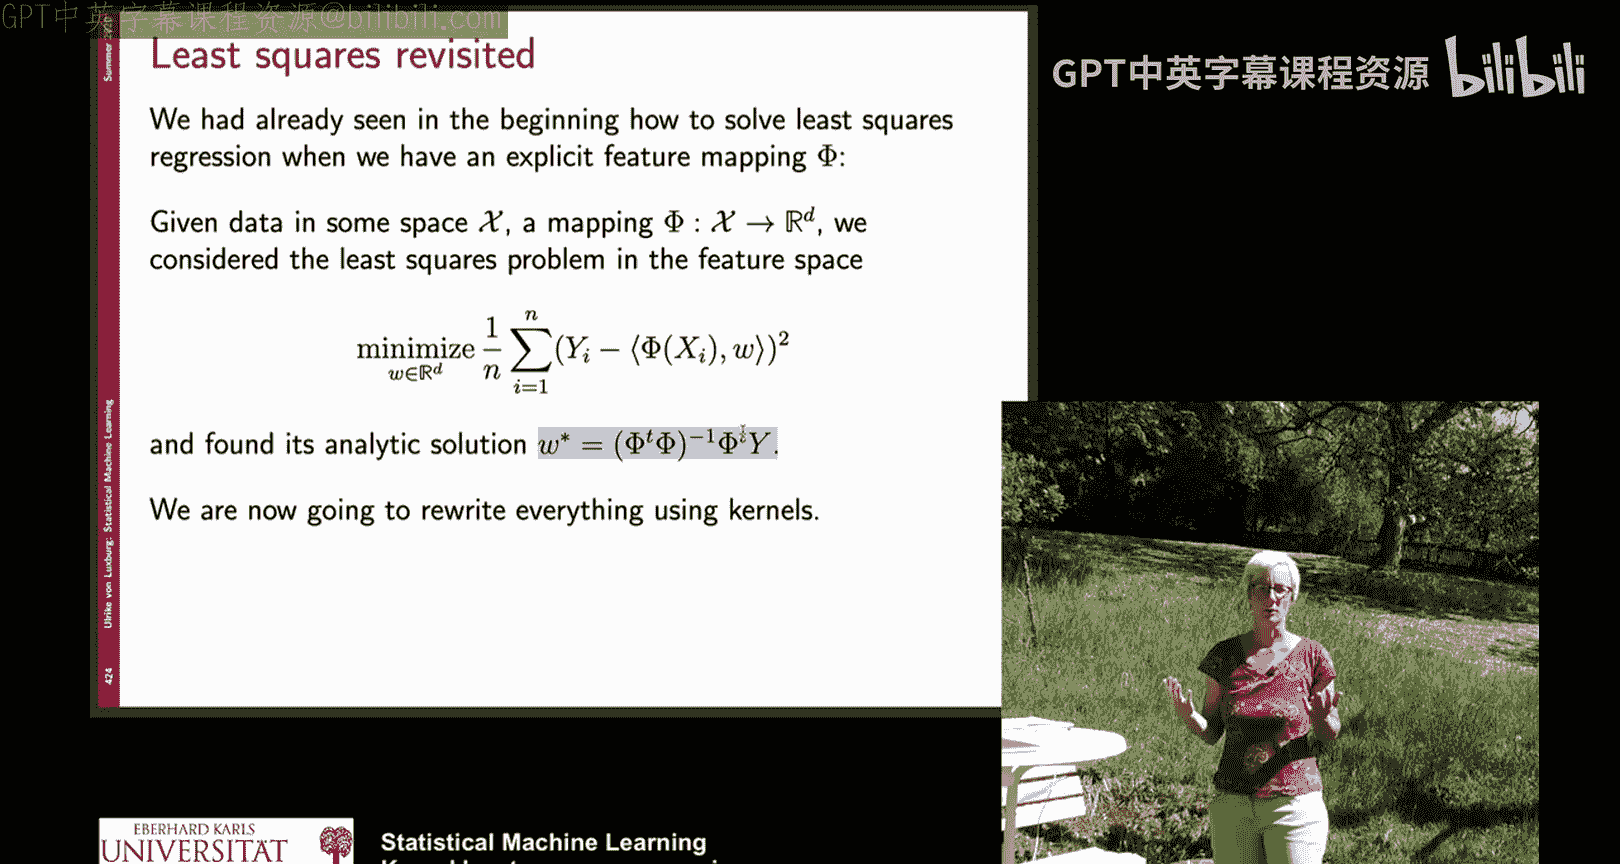 GPT中英字幕课程资源@bilibili.com
GPT中英字幕课程资源 bilibili
Least squares revisited
We had already seen in the beginning how to solve least squares
regression when we have an explicit feature mapping Φ:
Given data in some space 𝒳, a mapping Φ : 𝒳 → ℝᵈ, we
considered the least squares problem in the feature space
minimize_{w∈ℝᵈ} 1/n ∑_{i=1}^{n} (Y_i − ⟨Φ(X_i), w⟩)²
and found its analytic solution w* = (ΦᵗΦ)⁻¹ΦᵗY.
We are now going to rewrite everything using kernels.
Ulrike von Luxburg: Statistical Machine Learning
Summer
424
EBERHARD KARLS
UNIVERSITÄT
Statistical Machine Learning